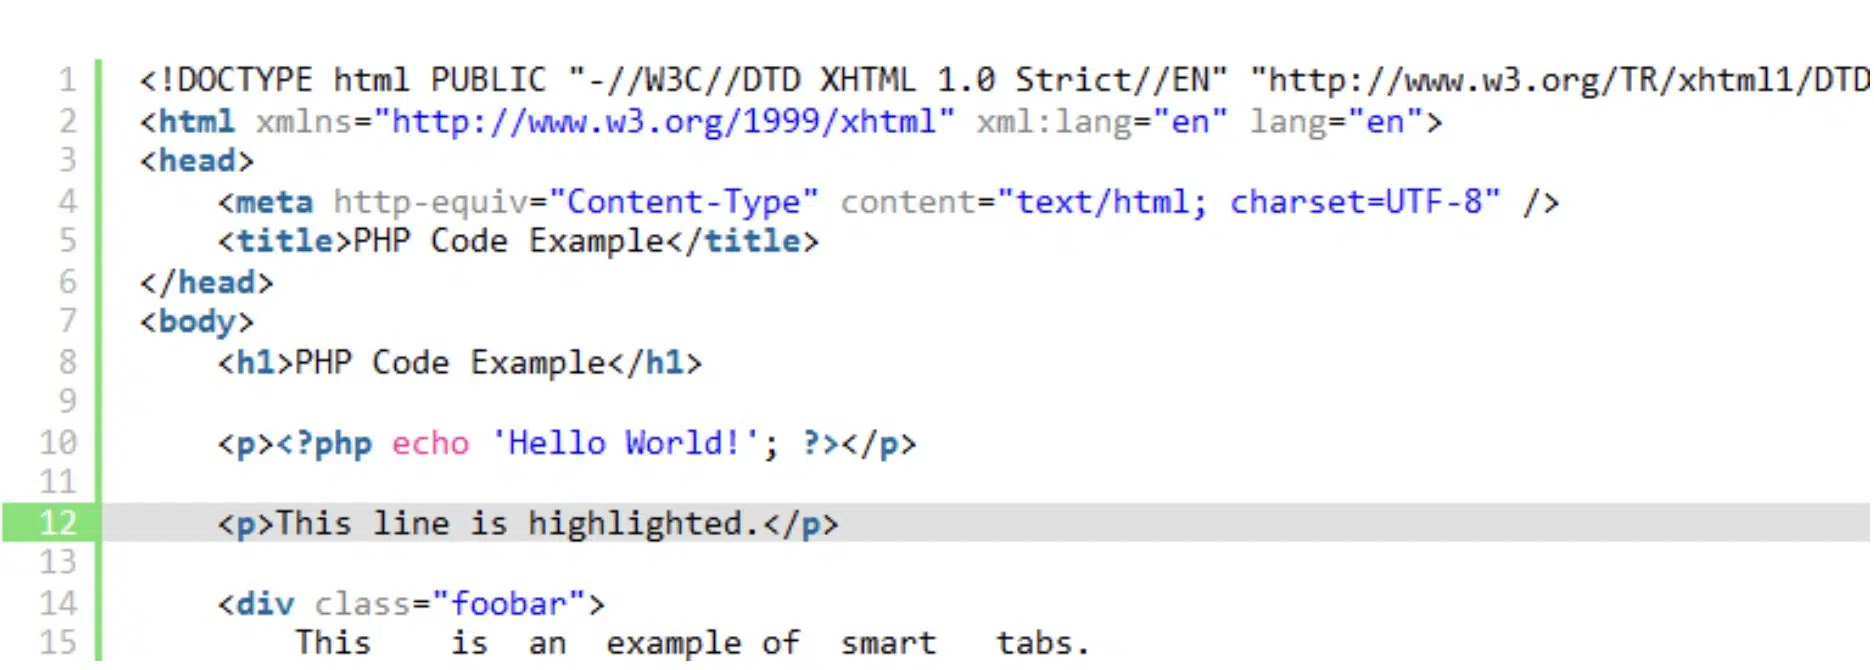 1 <!DOCTYPE html PUBLIC "-//W3C//DTD XHTML 1.0 Strict//EN" "http://www.w3.org/TR/xhtml1/DTD
2 <html xmlns="http://www.w3.org/1999/xhtml" xml:lang="en" lang="en">
3 <head>
4     <meta http-equiv="Content-Type" content="text/html; charset=UTF-8" />
5     <title>PHP Code Example</title>
6 </head>
7 <body>
8     <h1>PHP Code Example</h1>
9
10     <p><?php echo 'Hello World!'; ?></p>
11
12     <p>This line is highlighted.</p>
13
14     <div class="foobar">
15         This    is  an  example of  smart   tabs.